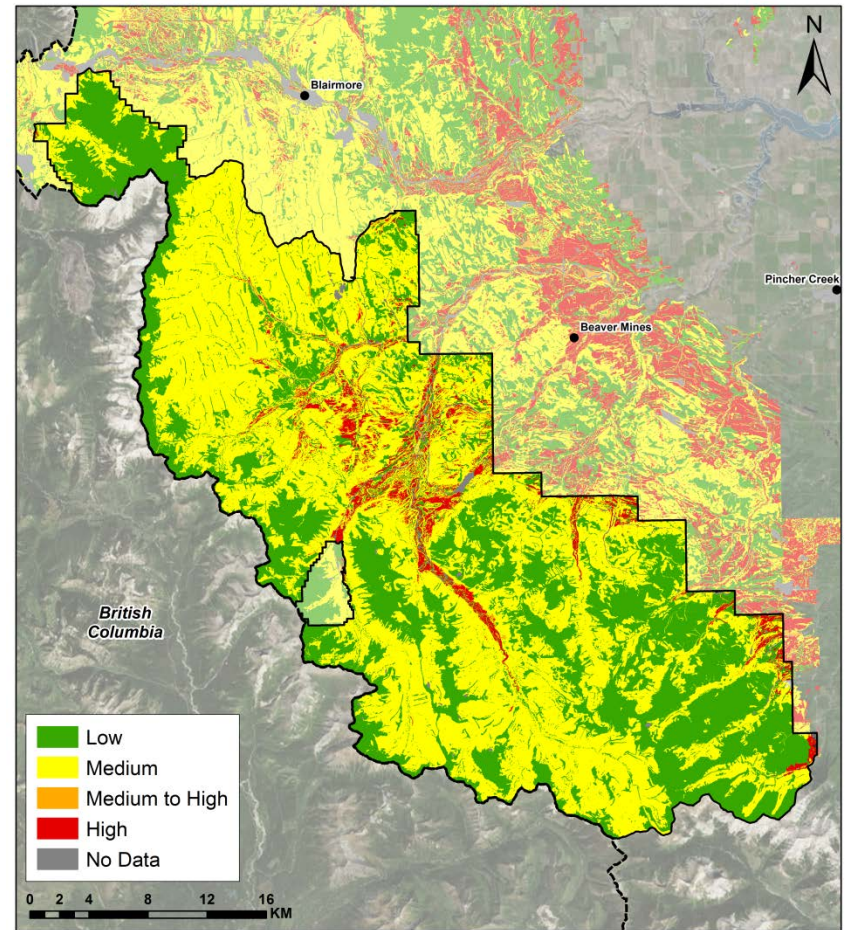 N
Blairmore
Pincher Creek
Beaver Mines
British
Columbia
Low
Medium
Medium to High
High
No Data
0 2 4 8 12 16
KM